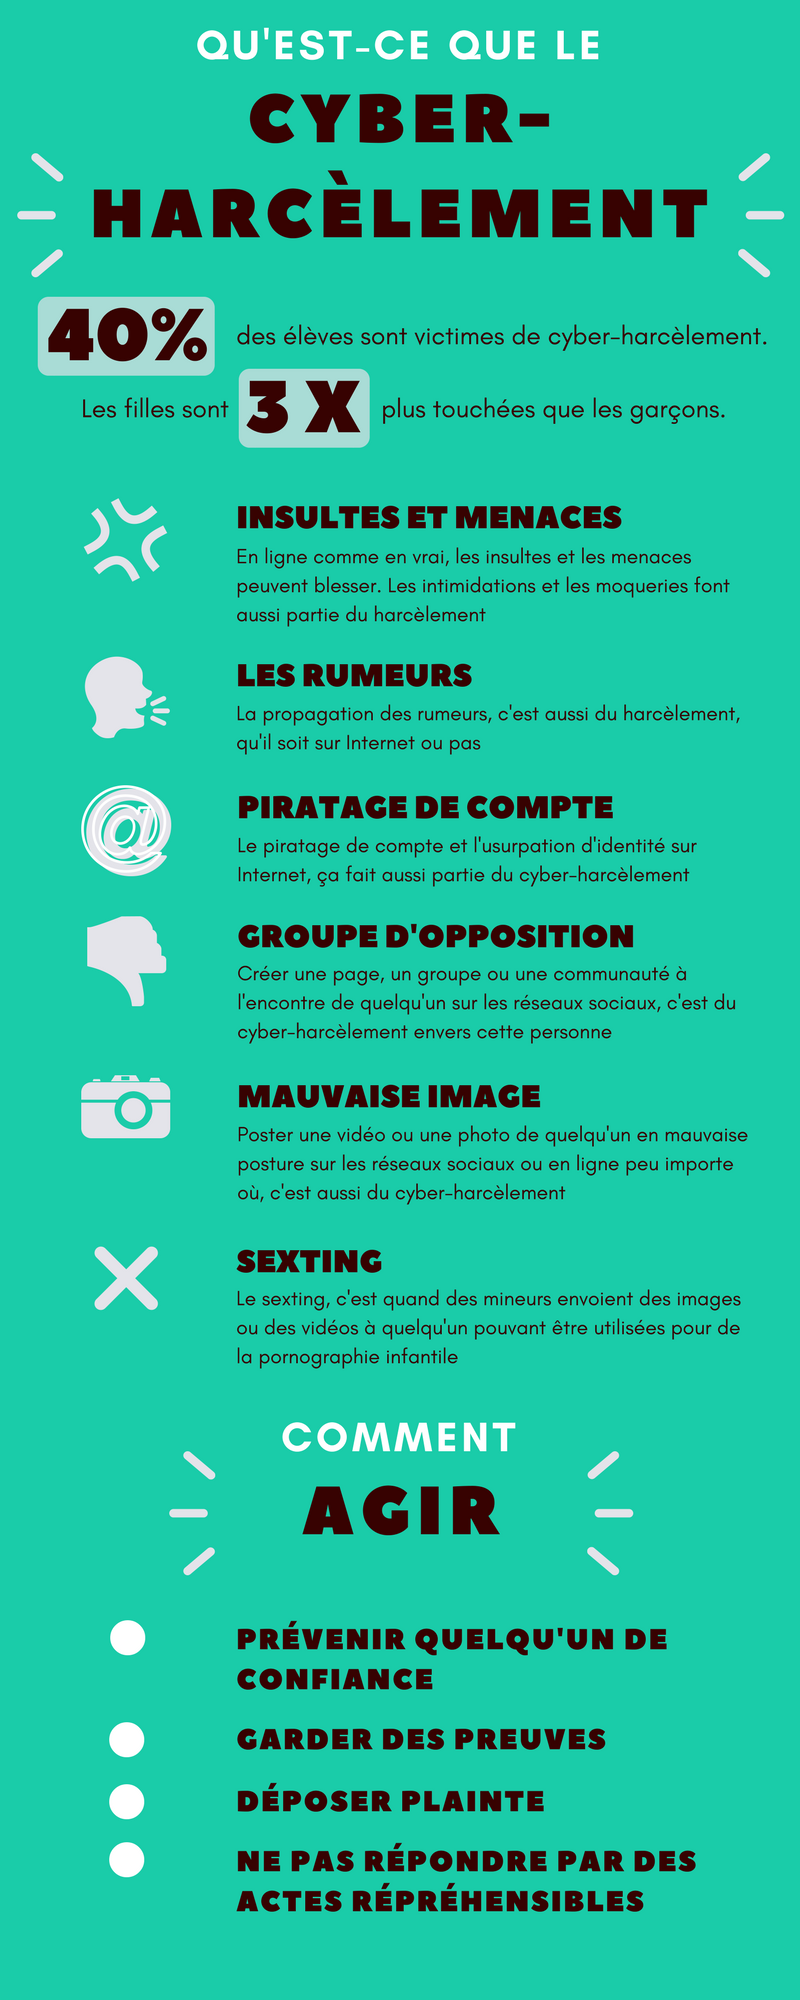 QU'EST-CE QUE LE
CYBER-
HARCÈLEMENT
40% des élèves sont victimes de cyber-harcèlement.
Les filles sont 3 X plus touchées que les garçons.
INSULTES ET MENACES
En ligne comme en vrai, les insultes et les menaces
peuvent blesser. Les intimidations et les moqueries font
aussi partie du harcèlement
LES RUMEURS
La propagation des rumeurs, c'est aussi du harcèlement,
qu'il soit sur Internet ou pas
@
PIRATAGE DE COMPTE
Le piratage de compte et l'usurpation d'identité sur
Internet, ça fait aussi partie du cyber-harcèlement
GROUPE D'OPPOSITION
Créer une page, un groupe ou une communauté à
l'encontre de quelqu'un sur les réseaux sociaux, c'est du
cyber-harcèlement envers cette personne
MAUVAISE IMAGE
Poster une vidéo ou une photo de quelqu'un en mauvaise
posture sur les réseaux sociaux ou en ligne peu importe
où, c'est aussi du cyber-harcèlement
SEXTING
Le sexting, c'est quand des mineurs envoient des images
ou des vidéos à quelqu'un pouvant être utilisées pour de
la pornographie infantile
COMMENT
AGIR
PRÉVENIR QUELQU'UN DE
CONFIANCE
GARDER DES PREUVES
DÉPOSER PLAINTE
NE PAS RÉPONDRE PAR DES
ACTES RÉPRÉHENSIBLES